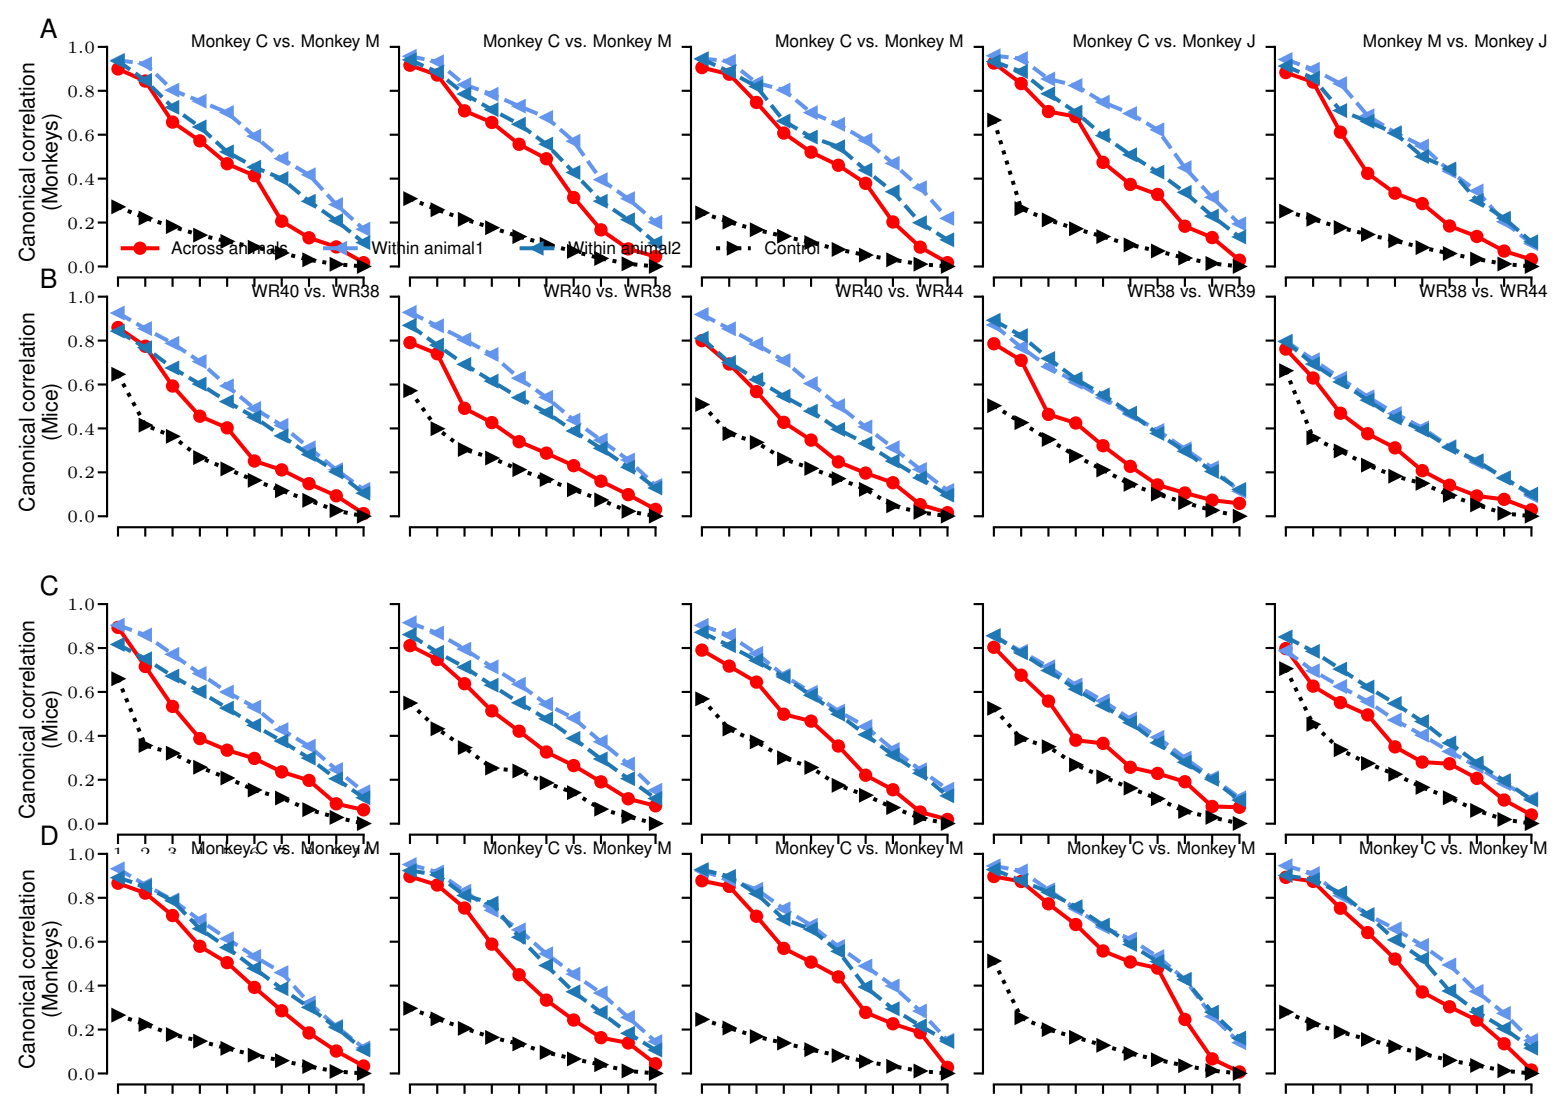 A
Monkey C vs. Monkey M
Monkey C vs. Monkey M
Monkey C vs. Monkey M
Monkey C vs. Monkey J
Monkey M vs. Monkey J
Canonical correlation
(Monkeys)
1.0
0.8
0.6
0.4
0.2
0.0
Across animals
Within animal1
Within animal2
Control
B
WR40 vs. WR38
WR40 vs. WR38
WR40 vs. WR44
WR38 vs. WR39
WR38 vs. WR44
Canonical correlation
(Mice)
1.0
0.8
0.6
0.4
0.2
0.0
C
Canonical correlation
(Mice)
1.0
0.8
0.6
0.4
0.2
0.0
1 2 3
D
Monkey C vs. Monkey M
Monkey C vs. Monkey M
Monkey C vs. Monkey M
Monkey C vs. Monkey M
Monkey C vs. Monkey M
Canonical correlation
(Monkeys)
1.0
0.8
0.6
0.4
0.2
0.0